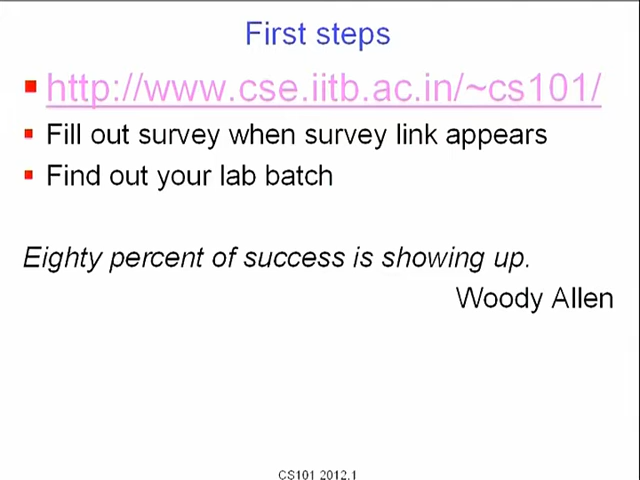 First steps
http://www.cse.iitb.ac.in/~cs101/
Fill out survey when survey link appears
Find out your lab batch
Eighty percent of success is showing up.
Woody Allen
CS101 2012.1